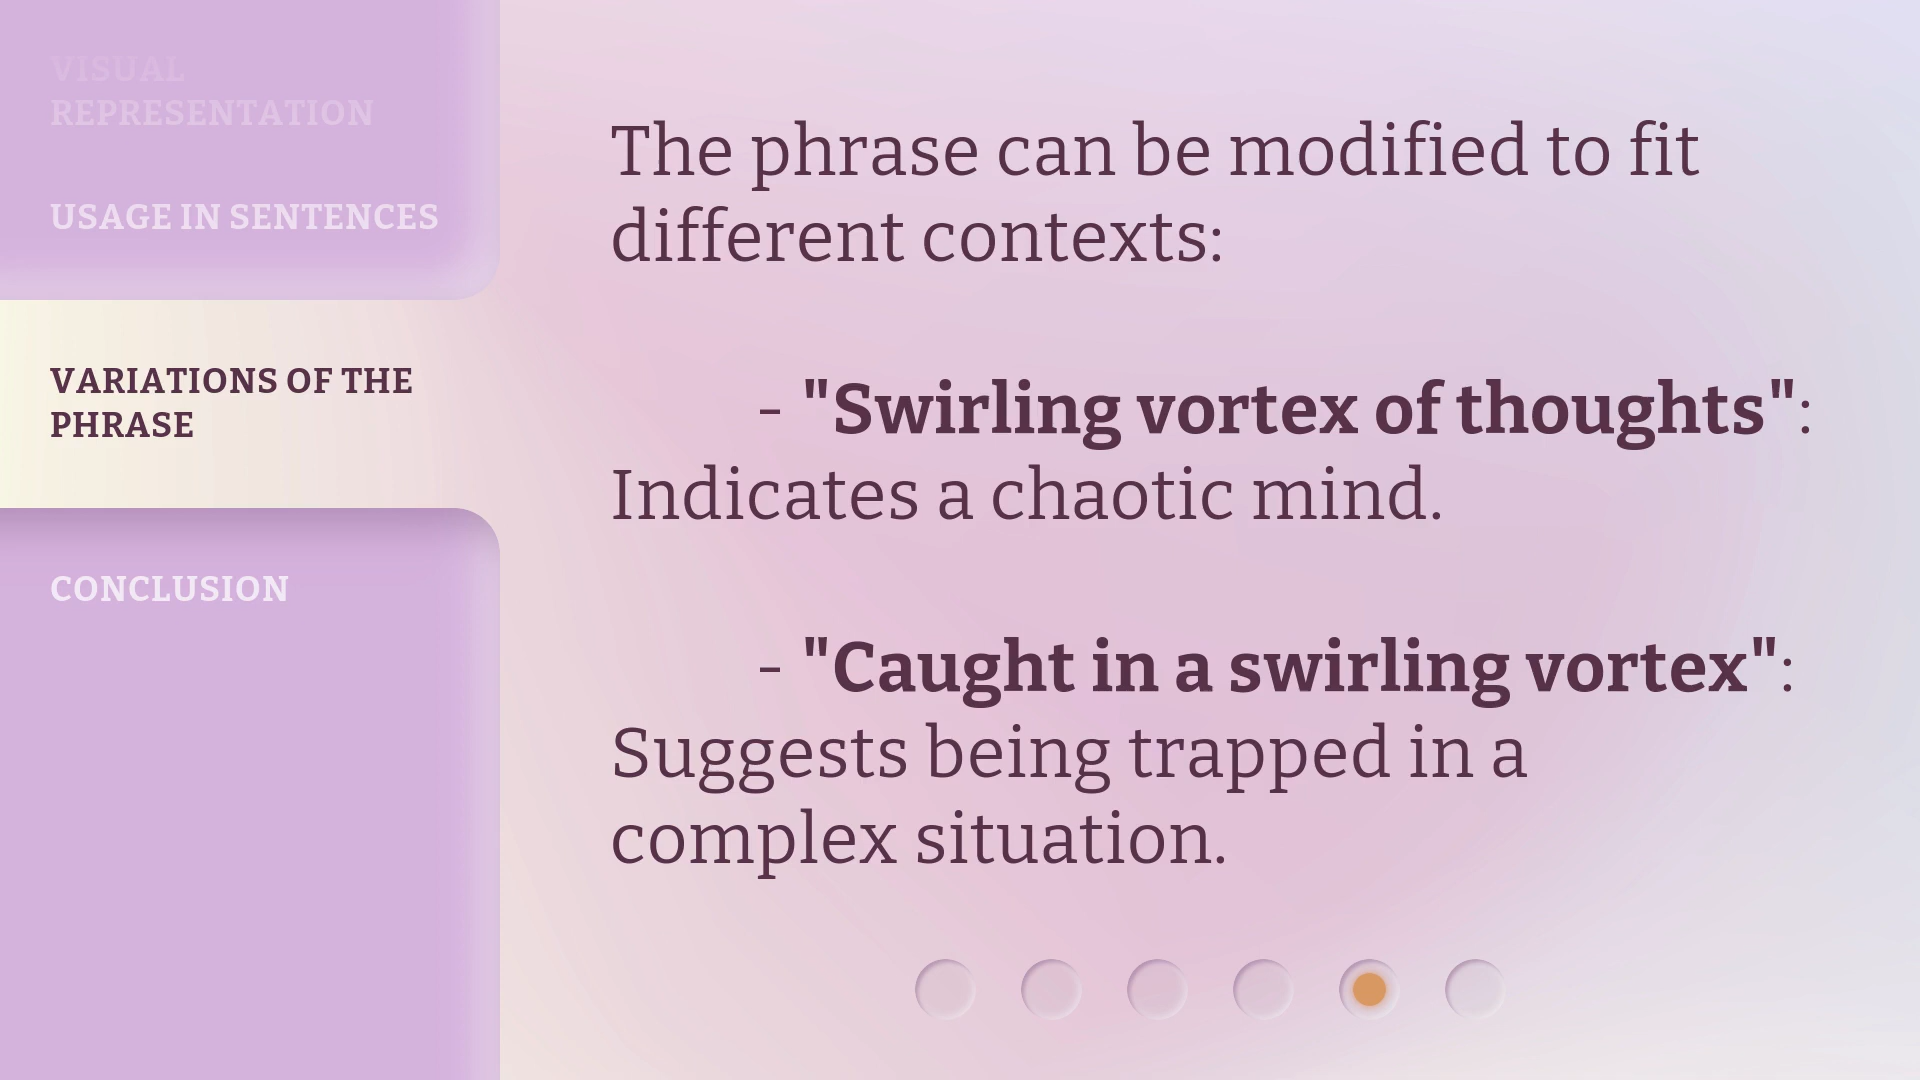 VISUAL
REPRESENTATION
USAGE IN SENTENCES
VARIATIONS OF THE
PHRASE
CONCLUSION
The phrase can be modified to fit
different contexts:
- "Swirling vortex of thoughts":
Indicates a chaotic mind.
- "Caught in a swirling vortex":
Suggests being trapped in a
complex situation.